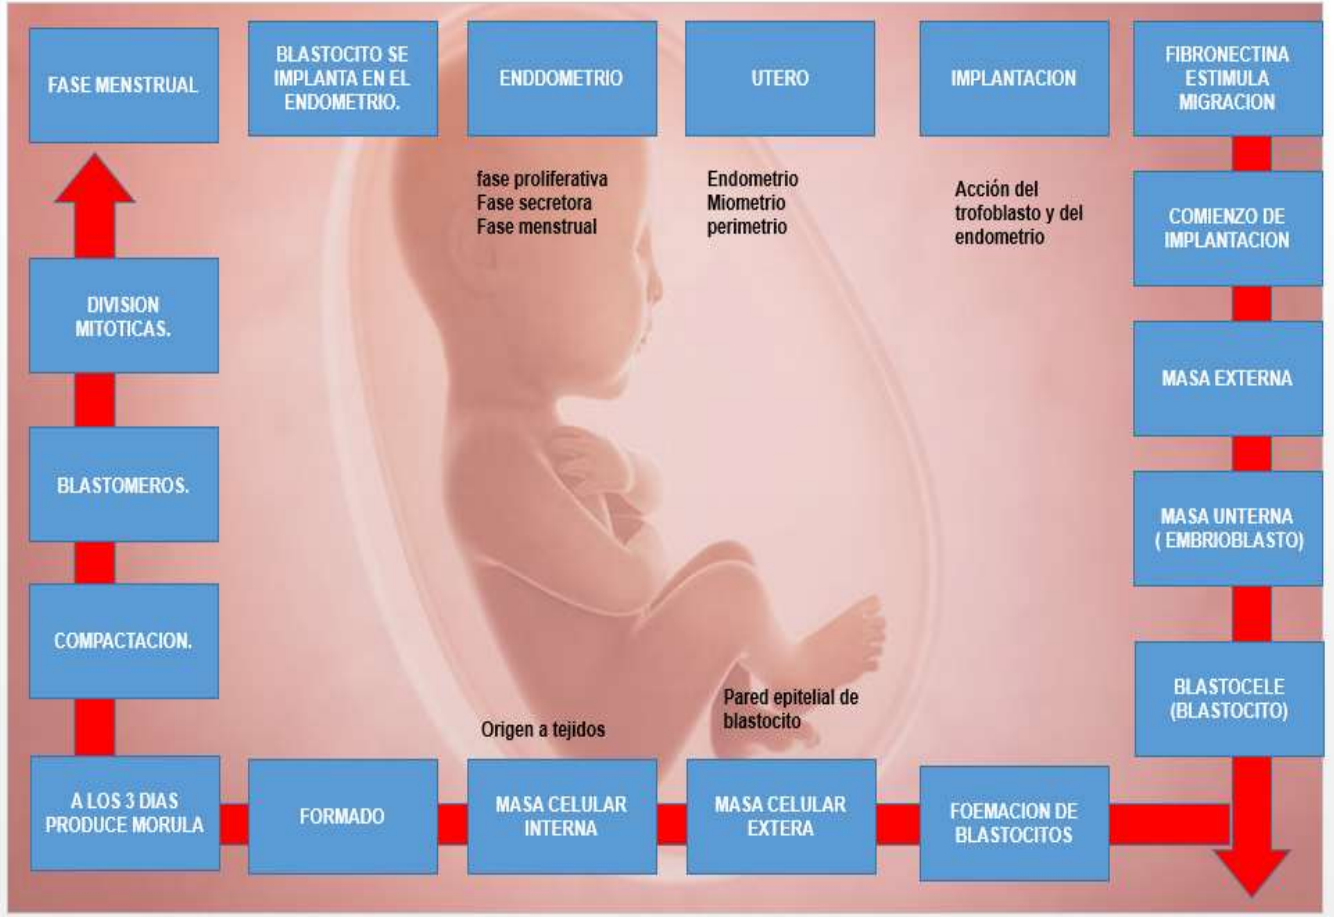 FASE MENSTRUAL
BLASTOCITO SE
IMPLANTA EN EL
ENDOMETRIO.
ENDDOMETRIO
UTERO
IMPLANTACION
FIBRONECTINA
ESTIMULA
MIGRACION
fase proliferativa
Fase secretora
Fase menstrual
Endometrio
Miometrio
perimetrio
Acción del
trofoblasto y del
endometrio
COMIENZO DE
IMPLANTACION
DIVISION
MITOTICAS.
MASA EXTERNA
BLASTOMEROS.
MASA UNTERNA
( EMBRIOBLASTO)
COMPACTACION.
BLASTOCELE
(BLASTOCITO)
Origen a tejidos
Pared epitelial de
blastocito
A LOS 3 DIAS
PRODUCE MORULA
FORMADO
MASA CELULAR
INTERNA
MASA CELULAR
EXTERA
FOEMACION DE
BLASTOCITOS